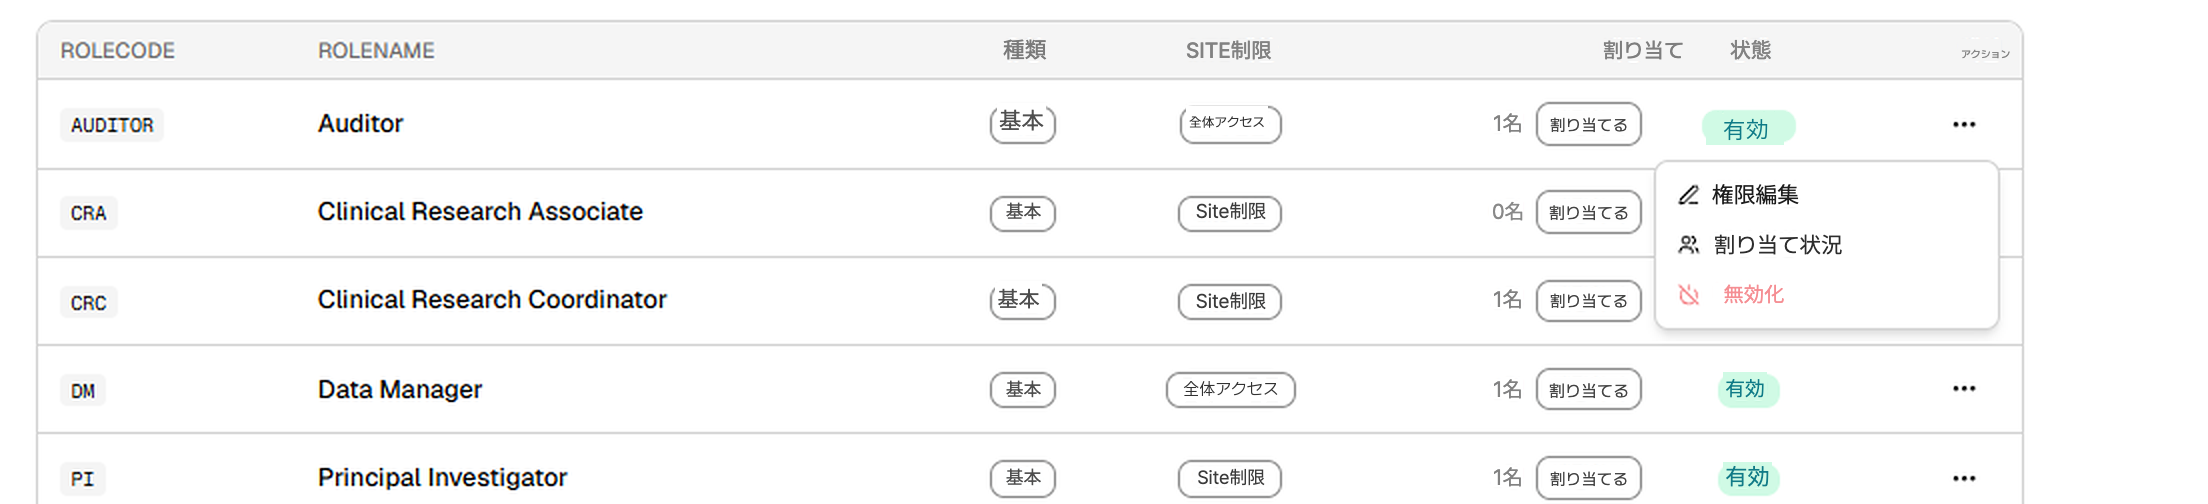 ROLECODE ROLENAME 種類 SITE制限 割り当て 状態 アクション
AUDITOR Auditor 基本 全体アクセス 1名 割り当てる 有効 •••
CRA Clinical Research Associate 基本 Site制限 0名 割り当てる
権限編集
割り当て状況
無効化
CRC Clinical Research Coordinator 基本 Site制限 1名 割り当てる
DM Data Manager 基本 全体アクセス 1名 割り当てる 有効 •••
PI Principal Investigator 基本 Site制限 1名 割り当てる 有効 •••